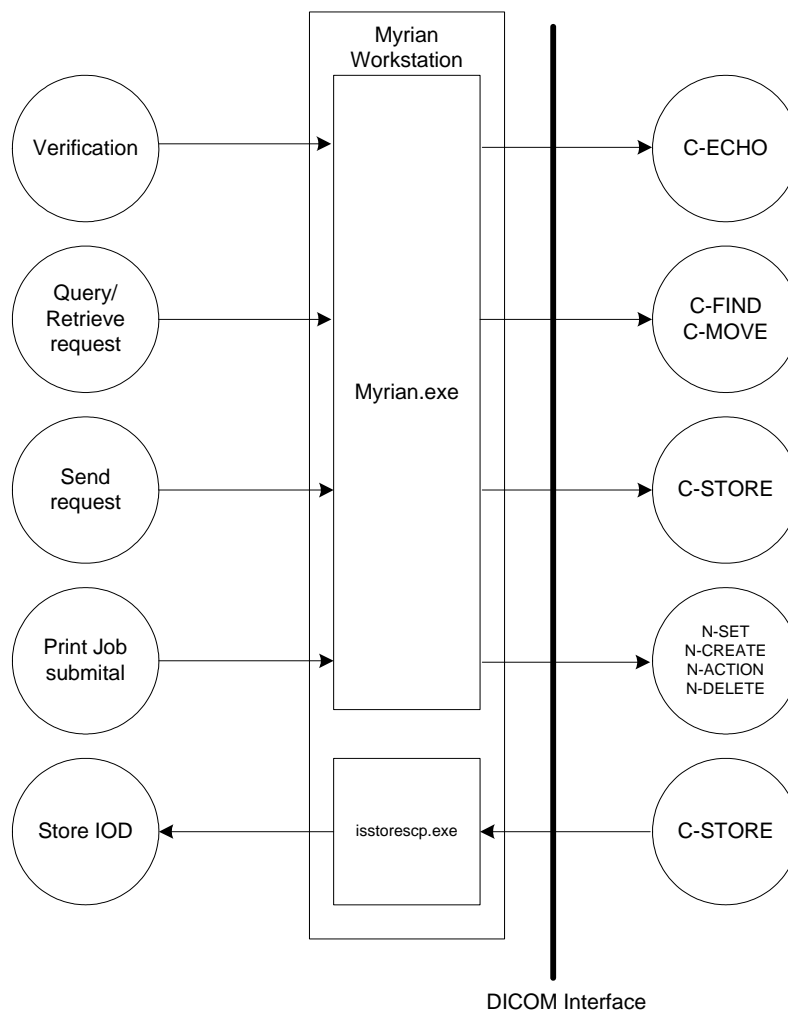 Myrian
Workstation
Verification
C-ECHO
Query/
Retrieve
request
C-FIND
C-MOVE
Myrian.exe
Send
request
C-STORE
Print Job
submital
N-SET
N-CREATE
N-ACTION
N-DELETE
Store IOD
isstorescp.exe
C-STORE
DICOM Interface